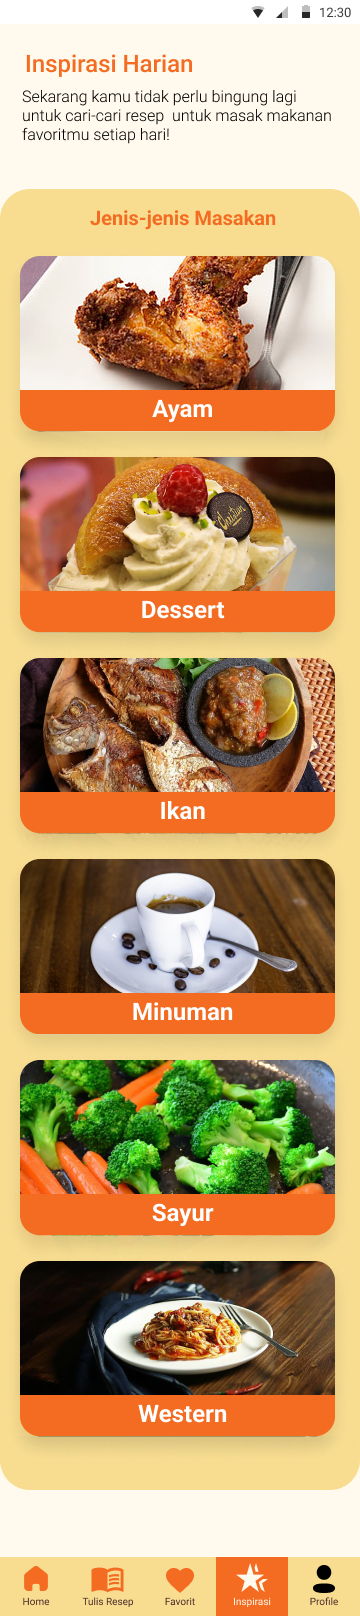 12:30
Inspirasi Harian
Sekarang kamu tidak perlu bingung lagi
untuk cari-cari resep  untuk masak makanan
favoritmu setiap hari!
Jenis-jenis Masakan
Ayam
Dessert
Ikan
Minuman
Sayur
Western
Home
Tulis Resep
Favorit
Inspirasi
Profile